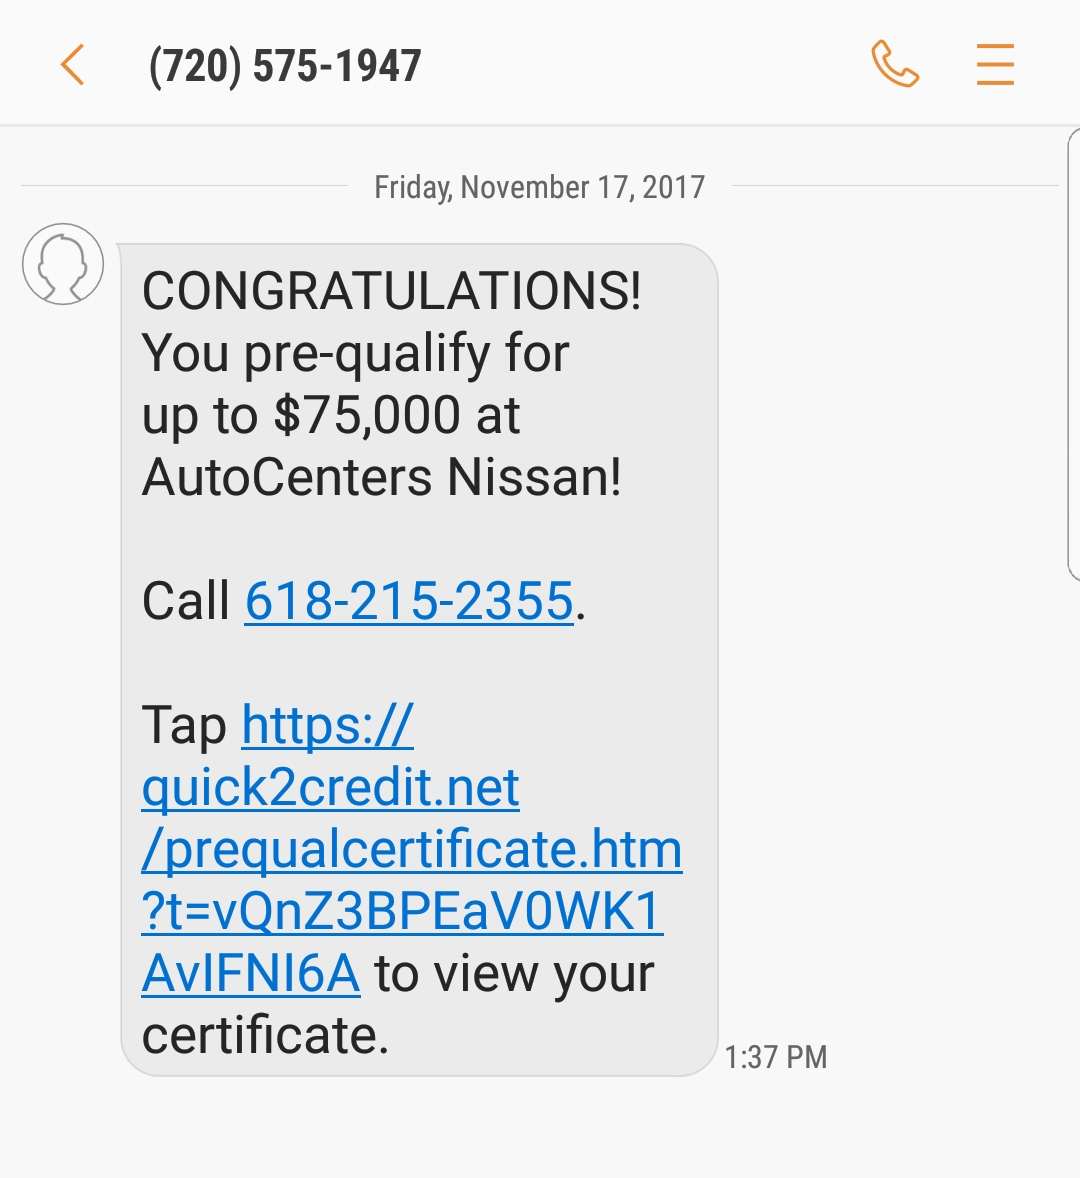 (720) 575-1947
Friday, November 17, 2017
CONGRATULATIONS!
You pre-qualify for
up to $75,000 at
AutoCenters Nissan!
Call 618-215-2355.
Tap https://
quick2credit.net
/prequalcertificate.htm
?t=vQnZ3BPEaV0WK1
AvIFNI6A to view your
certificate.
1:37 PM